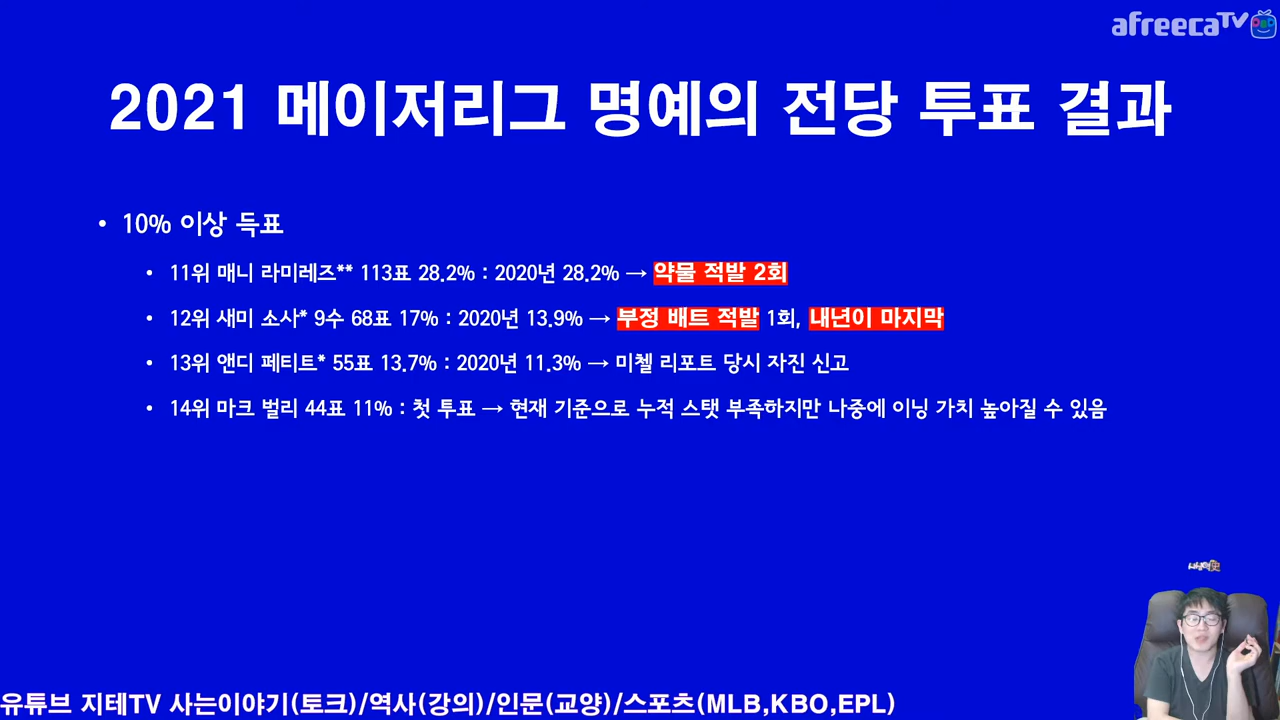 afreecaTV
2021 메이저리그 명예의 전당 투표 결과
• 10% 이상 득표
• 11위 매니 라미레즈** 113표 28.2% : 2020년 28.2% → 약물 적발 2회
• 12위 새미 소사* 9수 68표 17% : 2020년 13.9% → 부정 배트 적발 1회, 내년이 마지막
• 13위 앤디 페티트* 55표 13.7% : 2020년 11.3% → 미첼 리포트 당시 자진 신고
• 14위 마크 벌리 44표 11% : 첫 투표 → 현재 기준으로 누적 스탯 부족하지만 나중에 이닝 가치 높아질 수 있음
유튜브 지테TV 사는이야기(토크)/역사(강의)/인문(교양)/스포츠(MLB,KBO,EPL)